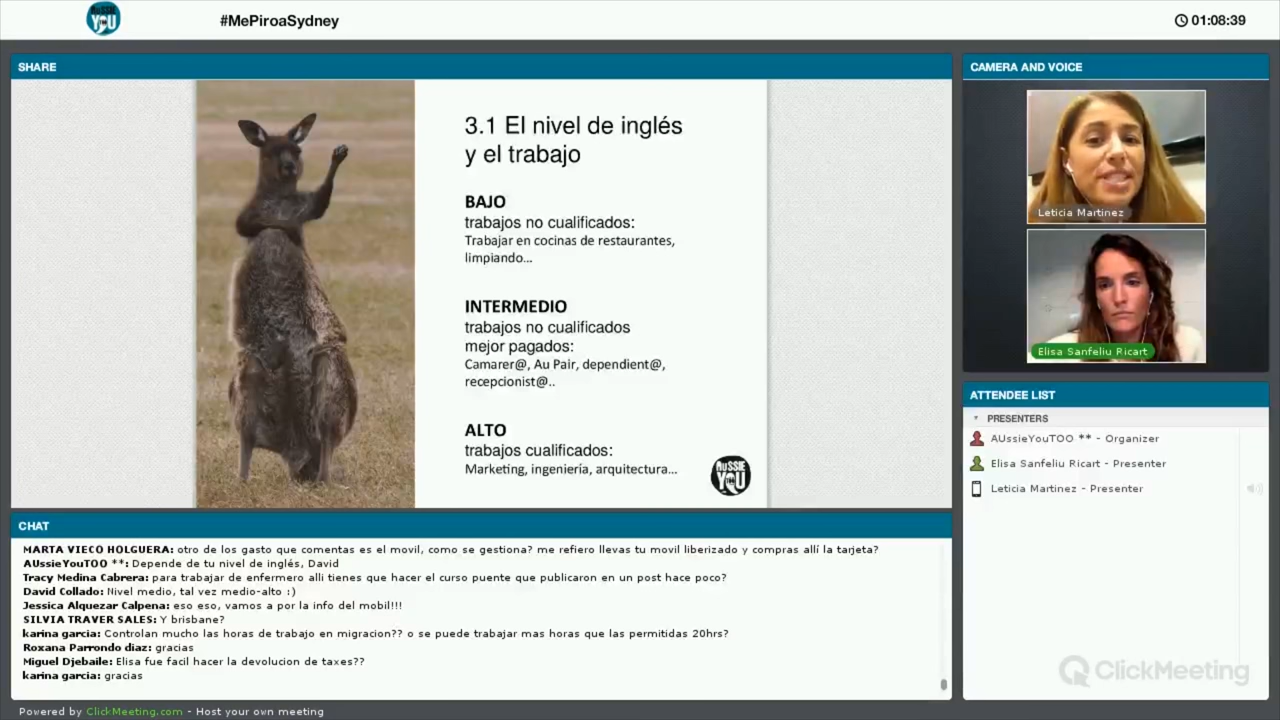 AUSSIE
YOU
TOO
#MePiroaSydney
01:08:39
SHARE
3.1 El nivel de inglés
y el trabajo
BAJO
trabajos no cualificados:
Trabajar en cocinas de restaurantes,
limpiando...
INTERMEDIO
trabajos no cualificados
mejor pagados:
Camarer@, Au Pair, dependient@,
recepcionist@..
ALTO
trabajos cualificados:
Marketing, ingeniería, arquitectura...
AUSSIE
YOU
TOO
CAMERA AND VOICE
Leticia Martinez
Elisa Sanfeliu Ricart
ATTENDEE LIST
PRESENTERS
AUssieYouTOO ** - Organizer
Elisa Sanfeliu Ricart - Presenter
Leticia Martinez - Presenter
ClickMeeting
CHAT
MARTA VIECO HOLGUERA: otro de los gasto que comentas es el movil, como se gestiona? me refiero llevas tu movil liberizado y compras allí la tarjeta?
AUssieYouTOO **: Depende de tu nivel de inglés, David
Tracy Medina Cabrera: para trabajar de enfermero alli tienes que hacer el curso puente que publicaron en un post hace poco?
David Collado: Nivel medio, tal vez medio-alto :)
Jessica Alquezar Calpena: eso eso, vamos a por la info del mobil!!!
SILVIA TRAVER SALES: Y brisbane?
karina garcia: Controlan mucho las horas de trabajo en migracion?? o se puede trabajar mas horas que las permitidas 20hrs?
Roxana Parrondo diaz: gracias
Miguel Djebaile: Elisa fue facil hacer la devolucion de taxes??
karina garcia: gracias
Powered by ClickMeeting.com - Host your own meeting